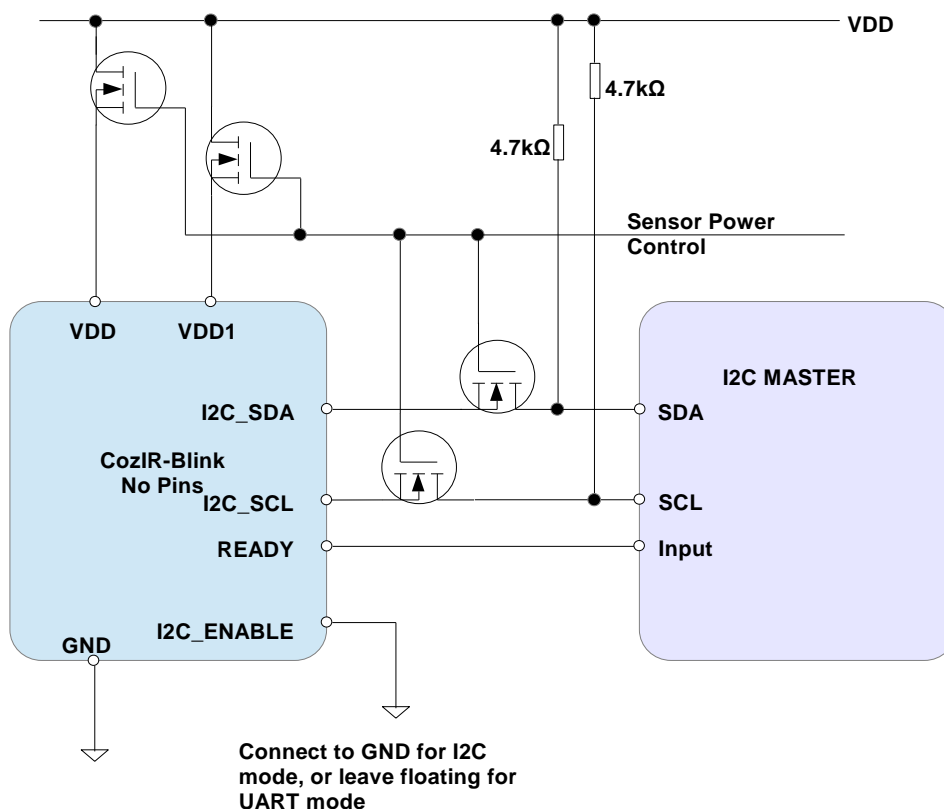 VDD
4.7kΩ
4.7kΩ
Sensor Power
Control
VDD
VDD1
I2C MASTER
I2C_SDA
SDA
CozIR-Blink
No Pins
I2C_SCL
SCL
READY
Input
I2C_ENABLE
GND
Connect to GND for I2C
mode, or leave floating for
UART mode